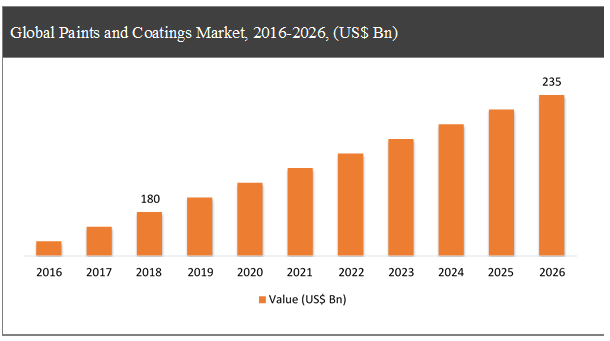 Global Paints and Coatings Market, 2016-2026, (US$ Bn)
235
180
2016 2017 2018 2019 2020 2021 2022 2023 2024 2025 2026
Value (US$ Bn)